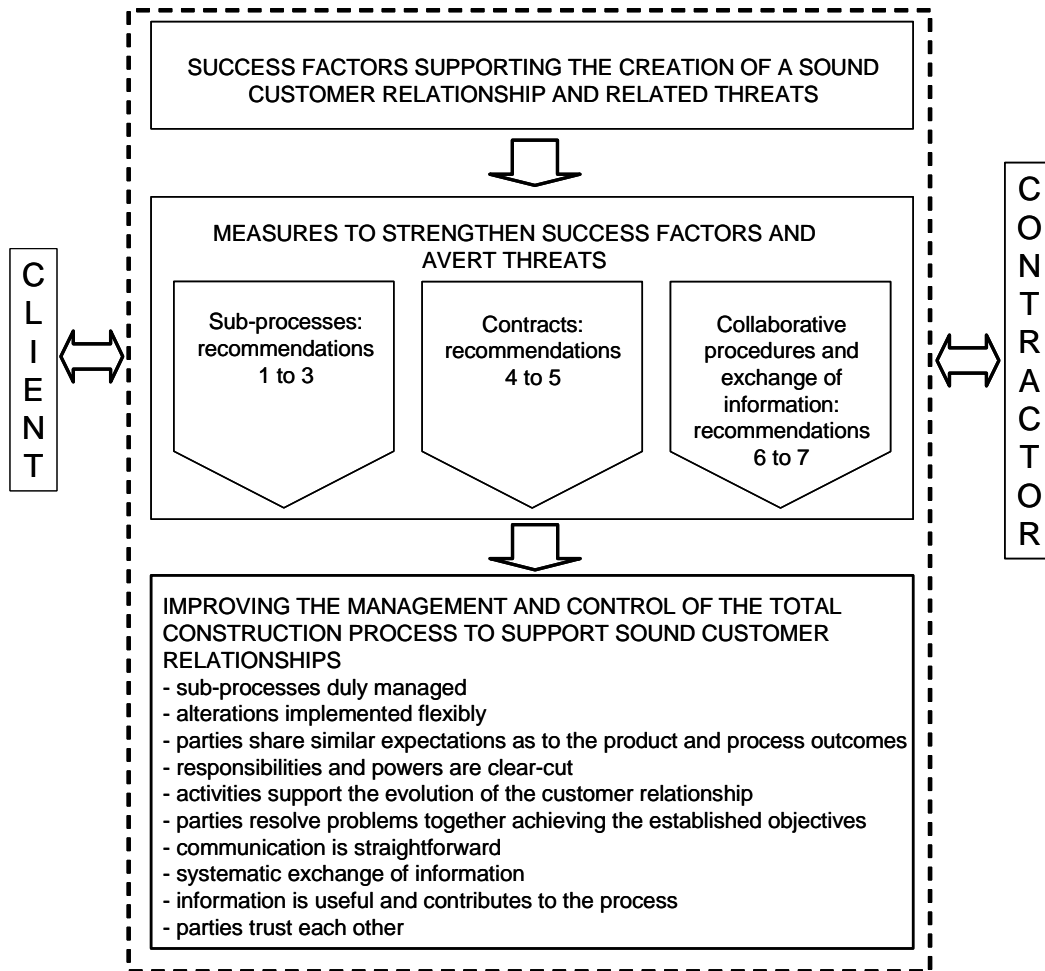 SUCCESS FACTORS SUPPORTING THE CREATION OF A SOUND
CUSTOMER RELATIONSHIP AND RELATED THREATS
MEASURES TO STRENGTHEN SUCCESS FACTORS AND
AVERT THREATS
Sub-processes:
recommendations
1 to 3
Contracts:
recommendations
4 to 5
Collaborative
procedures and
exchange of
information:
recommendations
6 to 7
CLIENT
CONTRACTOR
IMPROVING THE MANAGEMENT AND CONTROL OF THE TOTAL
CONSTRUCTION PROCESS TO SUPPORT SOUND CUSTOMER
RELATIONSHIPS
- sub-processes duly managed
- alterations implemented flexibly
- parties share similar expectations as to the product and process outcomes
- responsibilities and powers are clear-cut
- activities support the evolution of the customer relationship
- parties resolve problems together achieving the established objectives
- communication is straightforward
- systematic exchange of information
- information is useful and contributes to the process
- parties trust each other